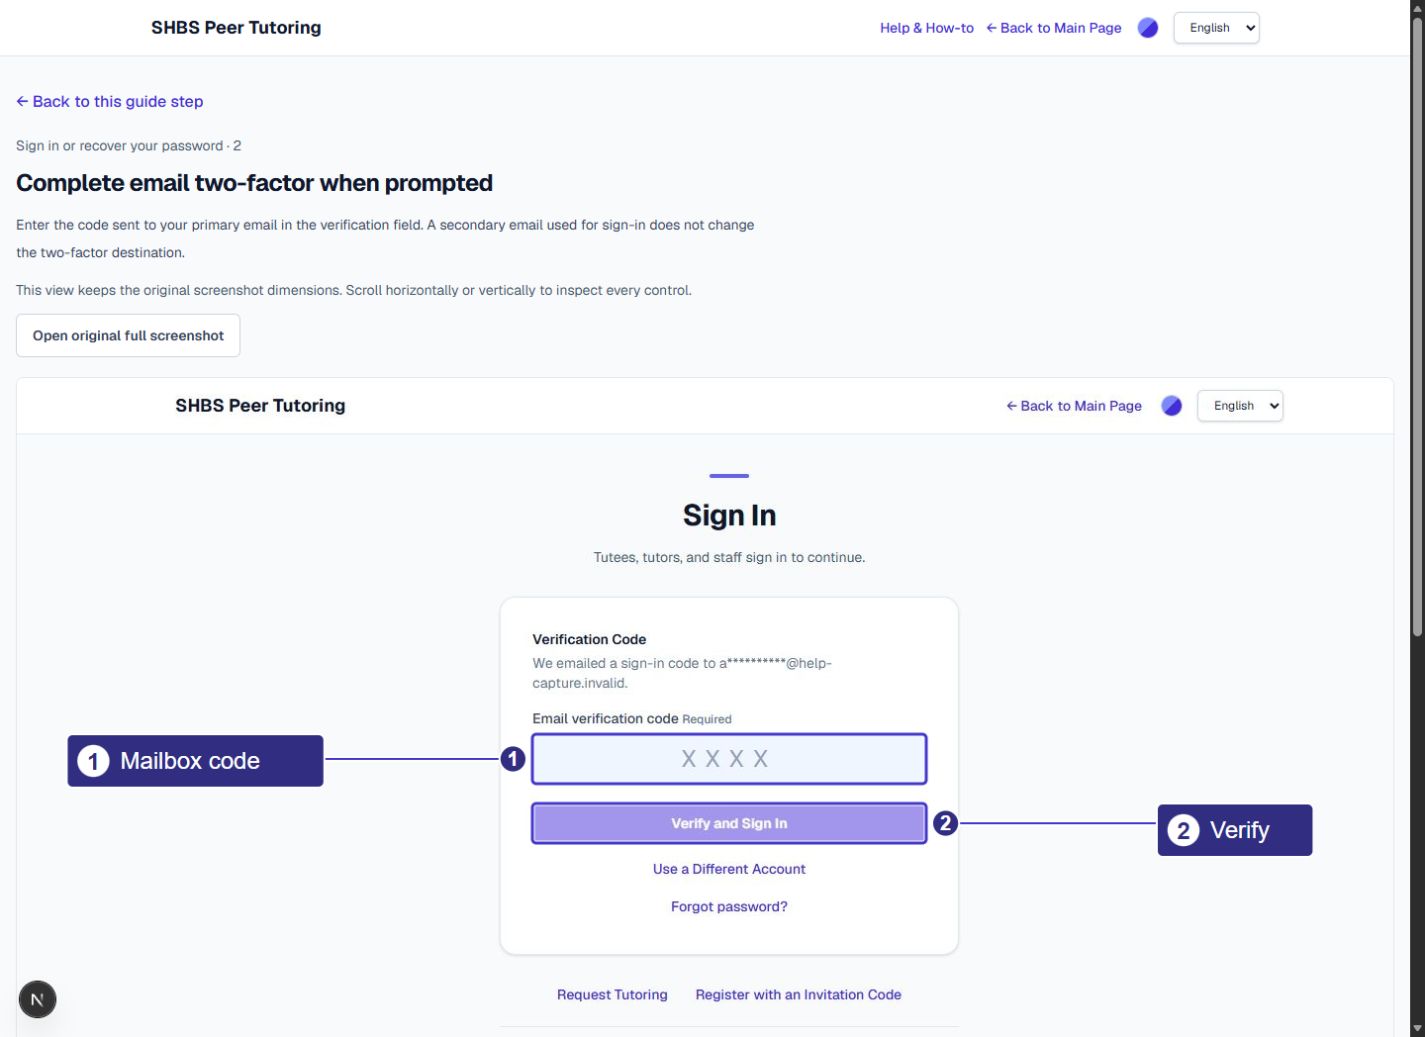 SHBS Peer Tutoring
Help & How-to ← Back to Main Page English
← Back to this guide step
Sign in or recover your password · 2
Complete email two-factor when prompted
Enter the code sent to your primary email in the verification field. A secondary email used for sign-in does not change
the two-factor destination.
This view keeps the original screenshot dimensions. Scroll horizontally or vertically to inspect every control.
Open original full screenshot
SHBS Peer Tutoring
← Back to Main Page English
Sign In
Tutees, tutors, and staff sign in to continue.
Verification Code
We emailed a sign-in code to a**********@help-
capture.invalid.
Email verification code Required
1 Mailbox code
1
X X X X
Verify and Sign In
2
2 Verify
Use a Different Account
Forgot password?
N
Request Tutoring Register with an Invitation Code